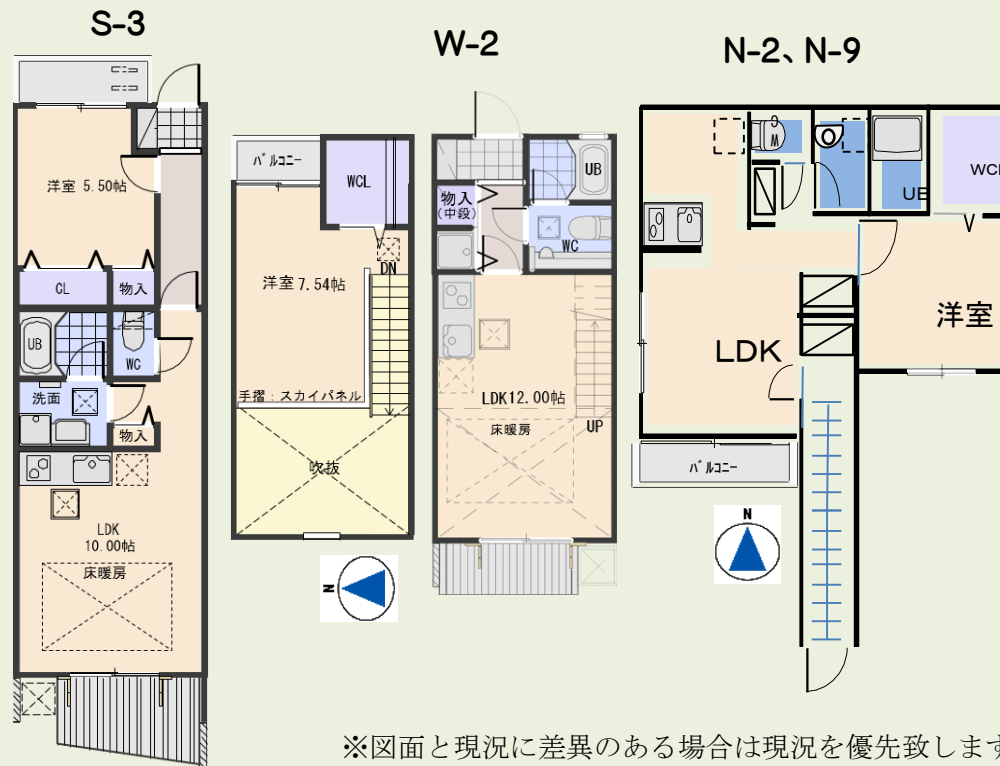 S-3
洋室 5.50帖
CL
物入
UB
WC
洗面
物入
LDK
10.00帖
床暖房
W-2
バルコニー
WCL
DN
洋室 7.54帖
手摺：スカイパネル
吹抜
N
UB
物入
(中段)
WC
LDK12.00帖
床暖房
UP
N-2、N-9
WC
UB
WCL
洋室
LDK
バルコニー
N
※図面と現況に差異のある場合は現況を優先致します